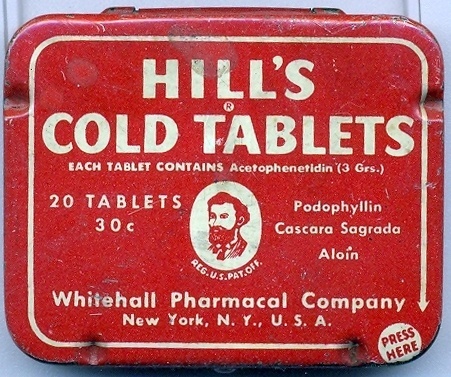 HILL'S
®
COLD TABLETS
EACH TABLET CONTAINS Acetophenetidin (3 Grs.)
20 TABLETS
30c
Podophyllin
Cascara Sagrada
Aloin
REG. U.S. PAT. OFF.
Whitehall Pharmacal Company
New York, N. Y., U. S. A.
PRESS
HERE